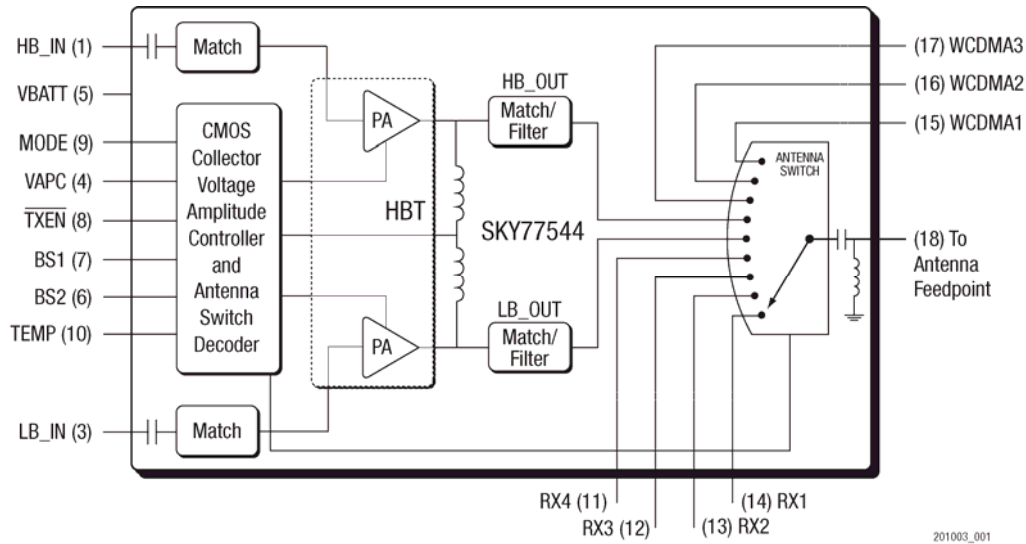 HB_IN (1)
VBATT (5)
MODE (9)
VAPC (4)
TXEN (8)
BS1 (7)
BS2 (6)
TEMP (10)
LB_IN (3)
Match
CMOS
Collector
Voltage
Amplitude
Controller
and
Antenna
Switch
Decoder
Match
PA
HBT
PA
HB_OUT
Match/
Filter
SKY77544
LB_OUT
Match/
Filter
ANTENNA
SWITCH
(17) WCDMA3
(16) WCDMA2
(15) WCDMA1
(18) To
Antenna
Feedpoint
RX4 (11)
RX3 (12)
(14) RX1
(13) RX2
201003_001